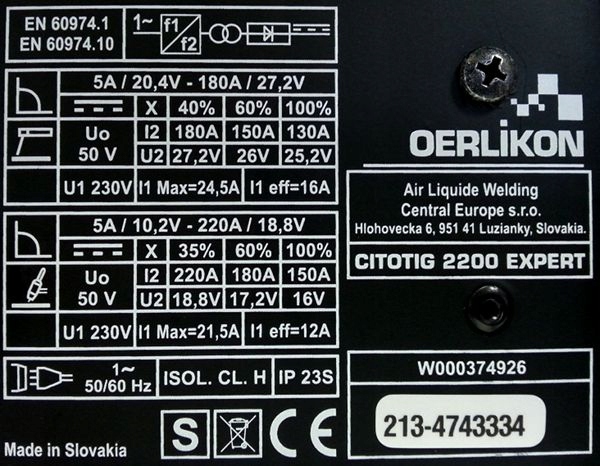 EN 60974.1
EN 60974.10
1~ f1
f2
5A / 20,4V - 180A / 27,2V
X 40% 60% 100%
Uo
50 V
I2 180A 150A 130A
U2 27,2V 26V 25,2V
U1 230V I1 Max=24,5A I1 eff=16A
5A / 10,2V - 220A / 18,8V
X 35% 60% 100%
Uo
50 V
I2 220A 180A 150A
U2 18,8V 17,2V 16V
U1 230V I1 Max=21,5A I1 eff=12A
1~
50/60 Hz
ISOL. CL. H IP 23S
Made in Slovakia
S CE
OERLiKON
Air Liquide Welding
Central Europe s.r.o.
Hlohovecka 6, 951 41 Luzianky, Slovakia.
CITOTIG 2200 EXPERT
W000374926
213-4743334